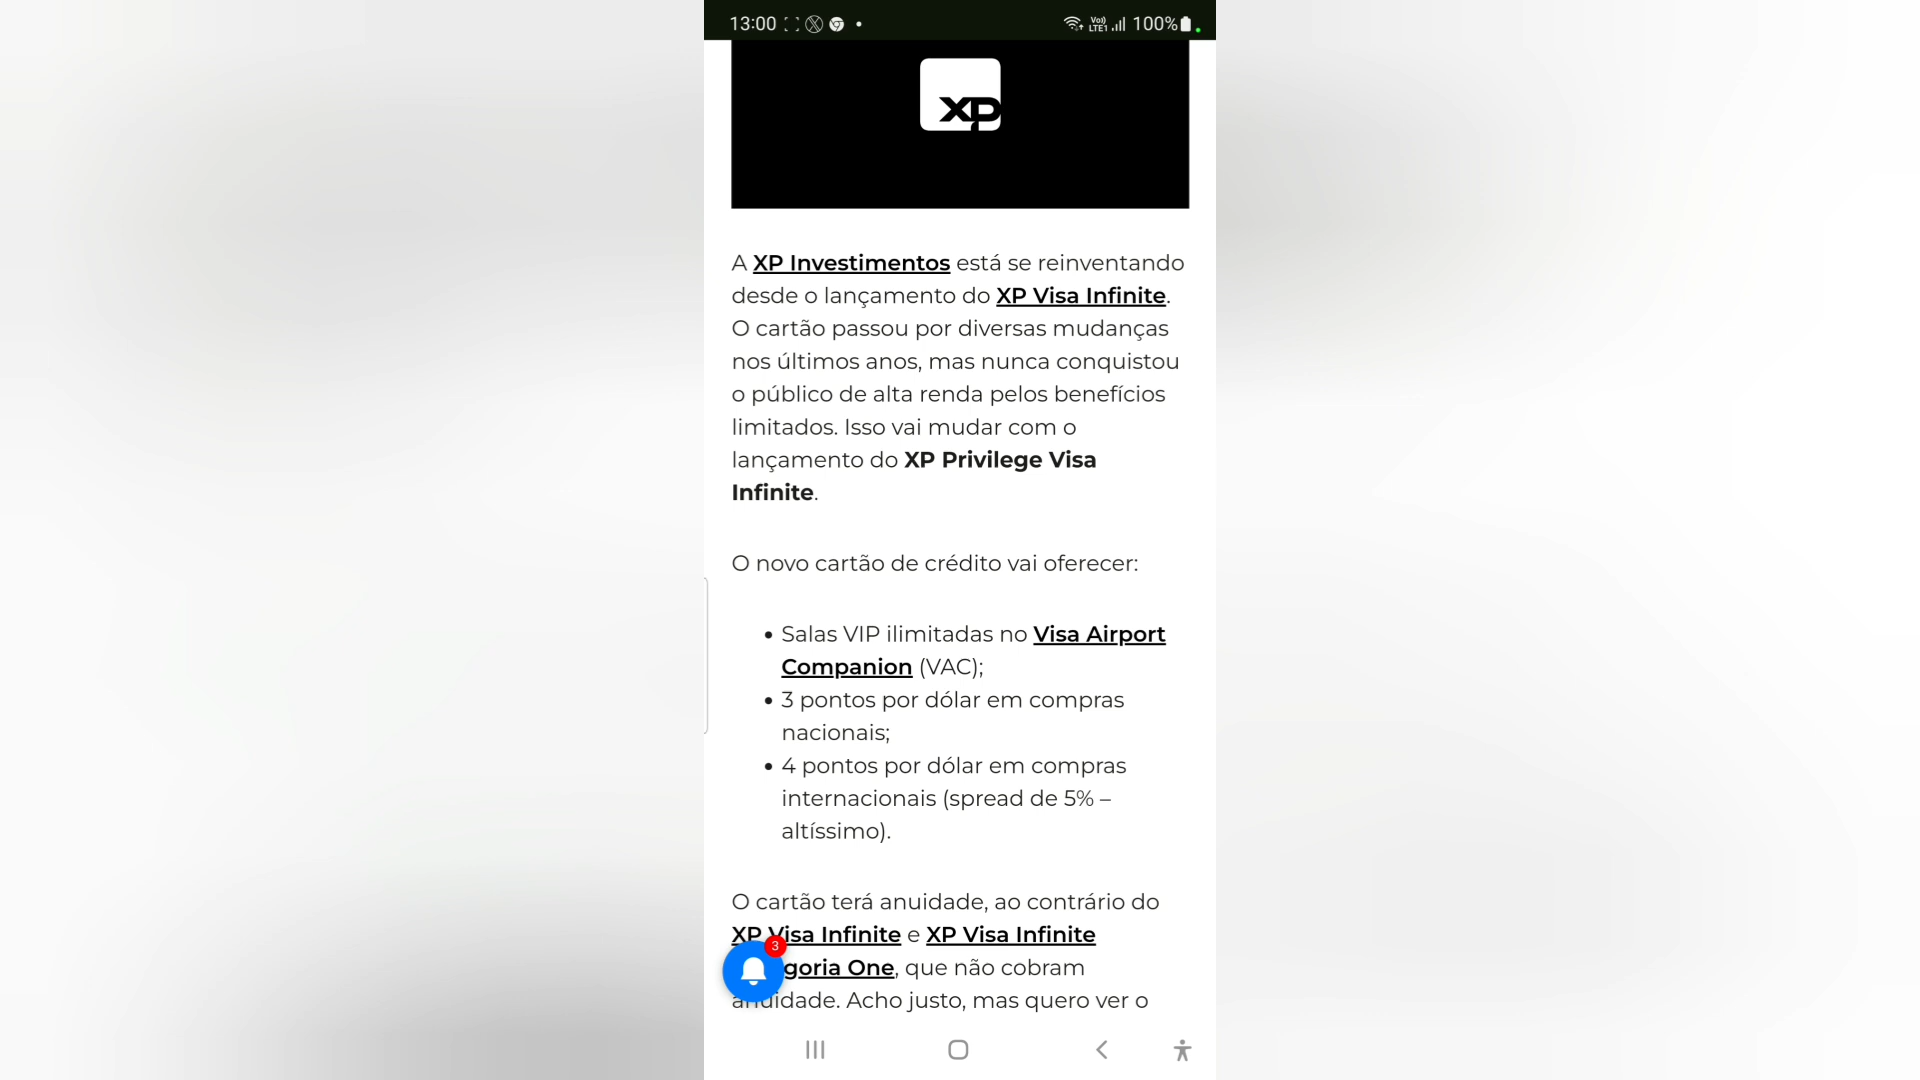 13:00
Vo)
LTE1
100%
XP
A XP Investimentos está se reinventando
desde o lançamento do XP Visa Infinite.
O cartão passou por diversas mudanças
nos últimos anos, mas nunca conquistou
o público de alta renda pelos benefícios
limitados. Isso vai mudar com o
lançamento do XP Privilege Visa
Infinite.
O novo cartão de crédito vai oferecer:
• Salas VIP ilimitadas no Visa Airport
Companion (VAC);
• 3 pontos por dólar em compras
nacionais;
• 4 pontos por dólar em compras
internacionais (spread de 5% –
altíssimo).
O cartão terá anuidade, ao contrário do
XP Visa Infinite e XP Visa Infinite
3
goria One, que não cobram
anuidade. Acho justo, mas quero ver o